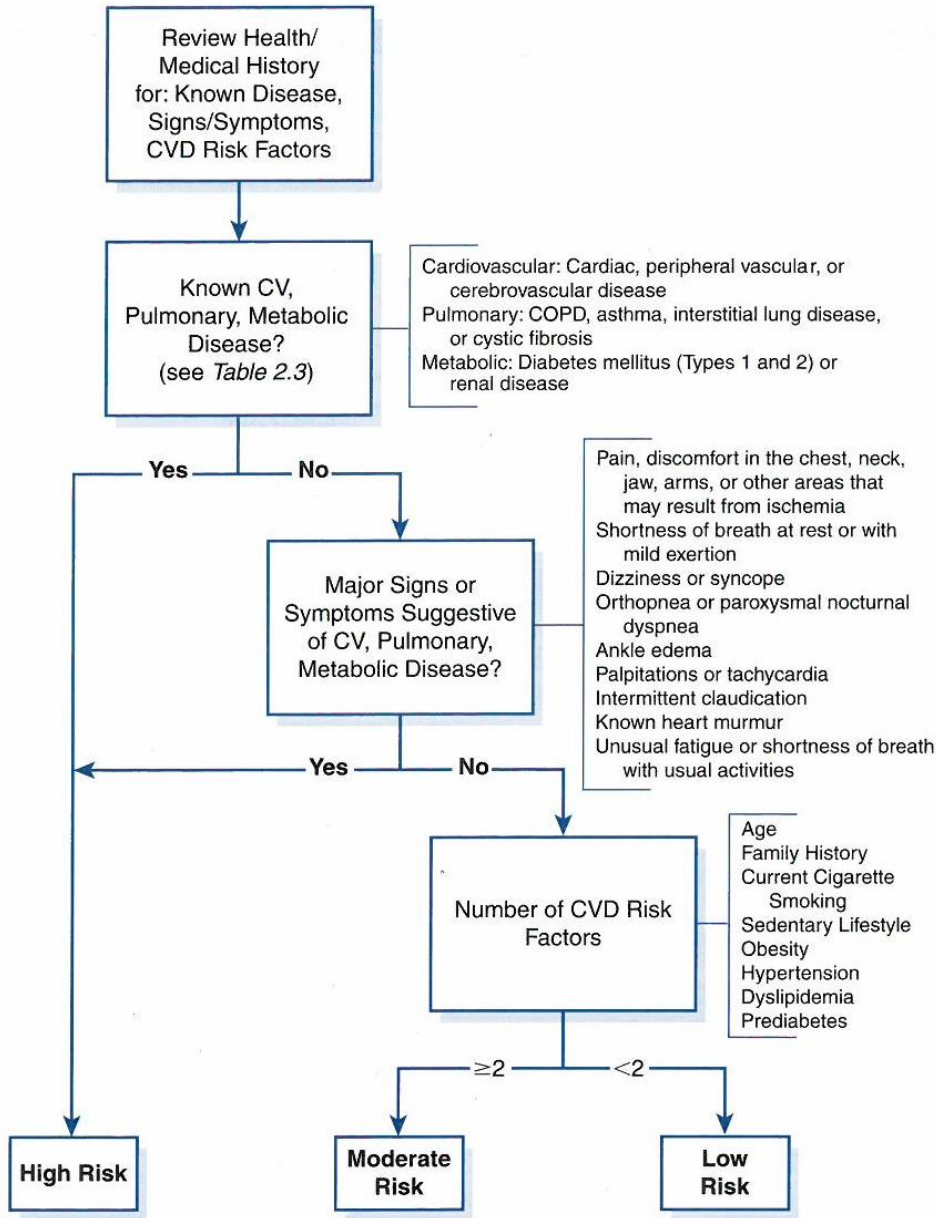 Review Health/
Medical History
for: Known Disease,
Signs/Symptoms,
CVD Risk Factors
Known CV,
Pulmonary, Metabolic
Disease?
(see Table 2.3)
Cardiovascular: Cardiac, peripheral vascular, or
cerebrovascular disease
Pulmonary: COPD, asthma, interstitial lung disease,
or cystic fibrosis
Metabolic: Diabetes mellitus (Types 1 and 2) or
renal disease
Yes
No
Major Signs or
Symptoms Suggestive
of CV, Pulmonary,
Metabolic Disease?
Pain, discomfort in the chest, neck,
jaw, arms, or other areas that
may result from ischemia
Shortness of breath at rest or with
mild exertion
Dizziness or syncope
Orthopnea or paroxysmal nocturnal
dyspnea
Ankle edema
Palpitations or tachycardia
Intermittent claudication
Known heart murmur
Unusual fatigue or shortness of breath
with usual activities
Yes
No
Number of CVD Risk
Factors
Age
Family History
Current Cigarette
Smoking
Sedentary Lifestyle
Obesity
Hypertension
Dyslipidemia
Prediabetes
≥2
<2
High Risk
Moderate
Risk
Low
Risk